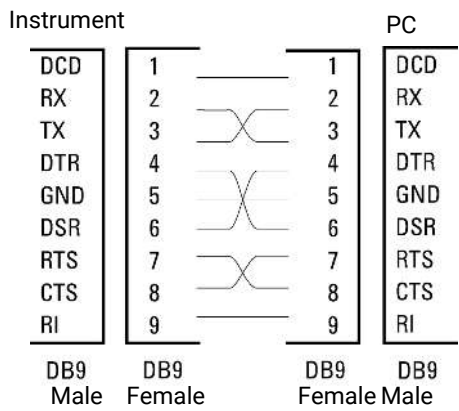 Instrument PC
DCD 1 1 DCD
RX 2 2 RX
TX 3 3 TX
DTR 4 4 DTR
GND 5 5 GND
DSR 6 6 DSR
RTS 7 7 RTS
CTS 8 8 CTS
RI 9 9 RI
DB9 DB9 DB9 DB9
Male Female Female Male